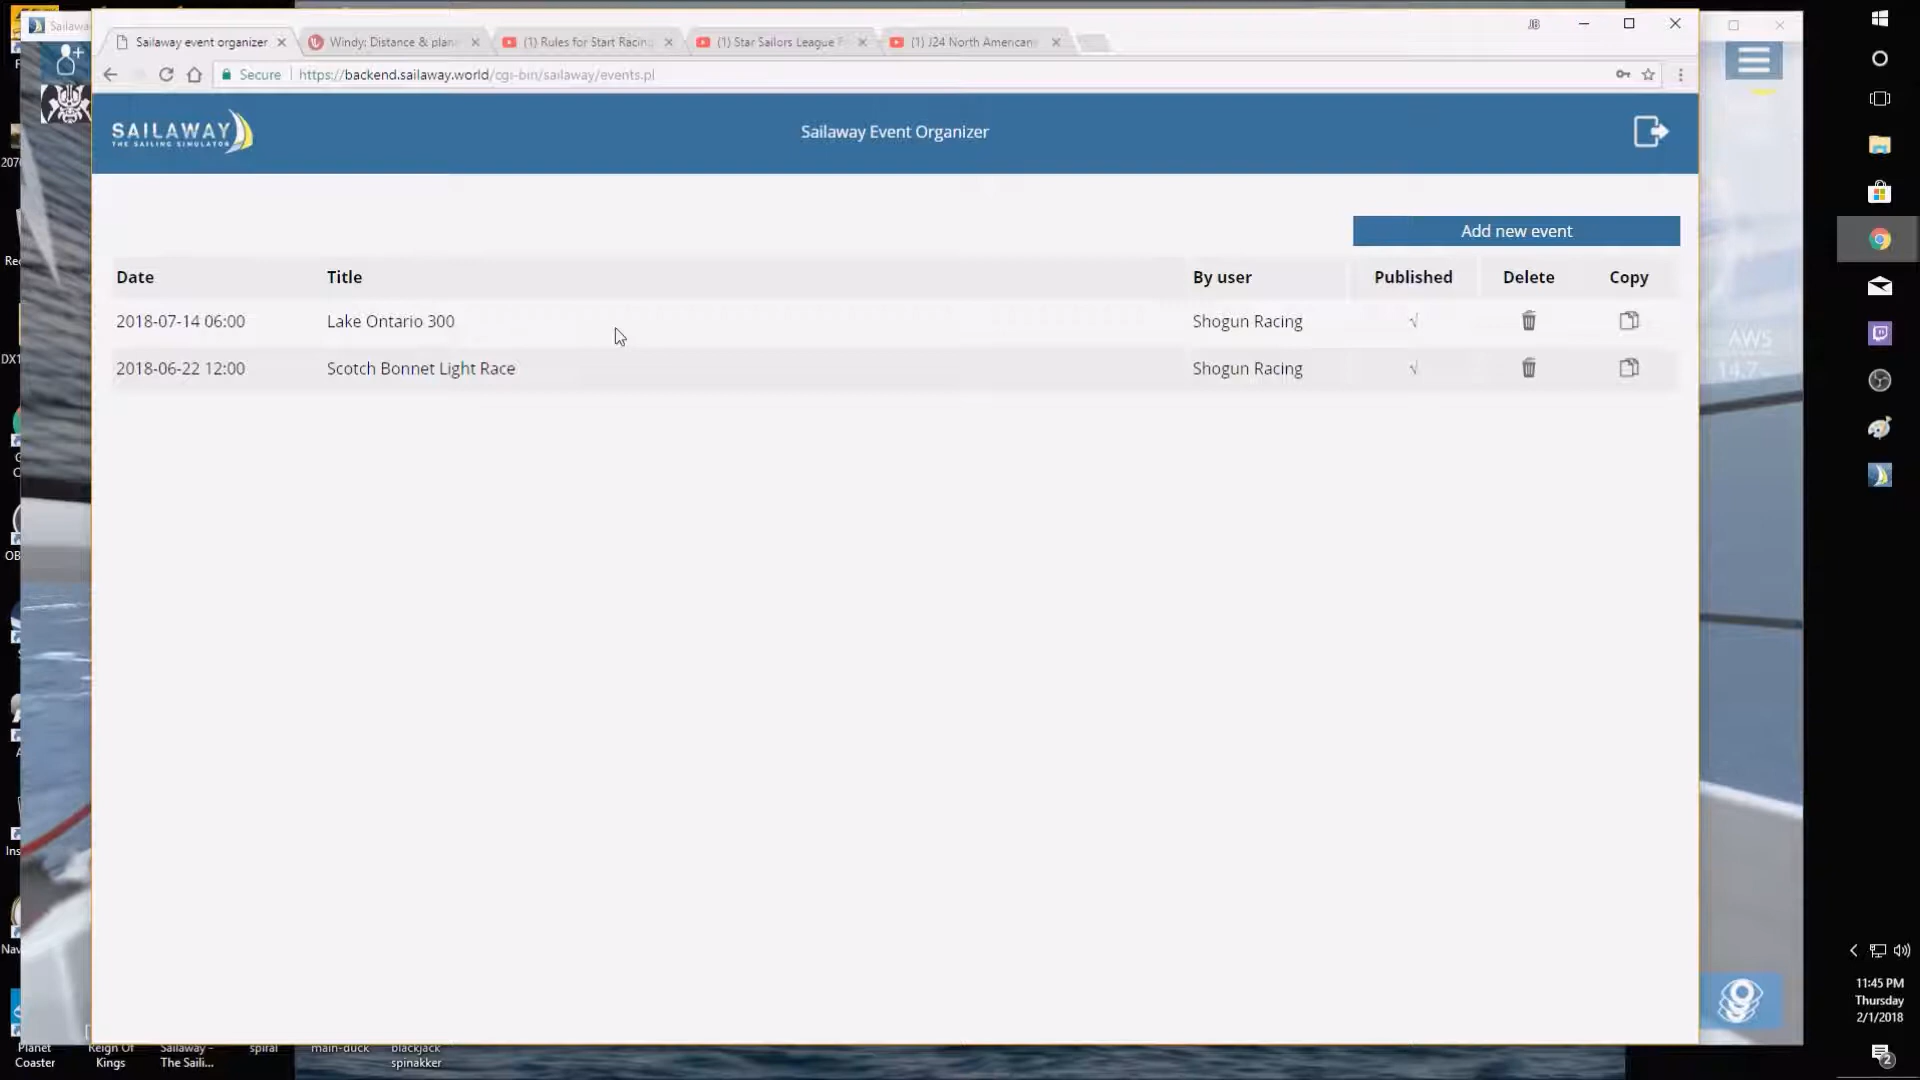 Sailaway event organizer
Windy: Distance & plan
(1) Rules for Start Racing
(1) Star Sailors League F
(1) J24 North American
Secure
https://backend.sailaway.world/cgi-bin/sailaway/events.pl
SAILAWAY
THE SAILING SIMULATOR
Sailaway Event Organizer
Add new event
Date Title By user Published Delete Copy
2018-07-14 06:00 Lake Ontario 300 Shogun Racing √
2018-06-22 12:00 Scotch Bonnet Light Race Shogun Racing √
AWS
14.7
11:45 PM
Thursday
2/1/2018
2
Planet
Coaster
Reign Of
Kings
Sailaway -
The Saili...
spiral
main-duck
blackjack
spinakker